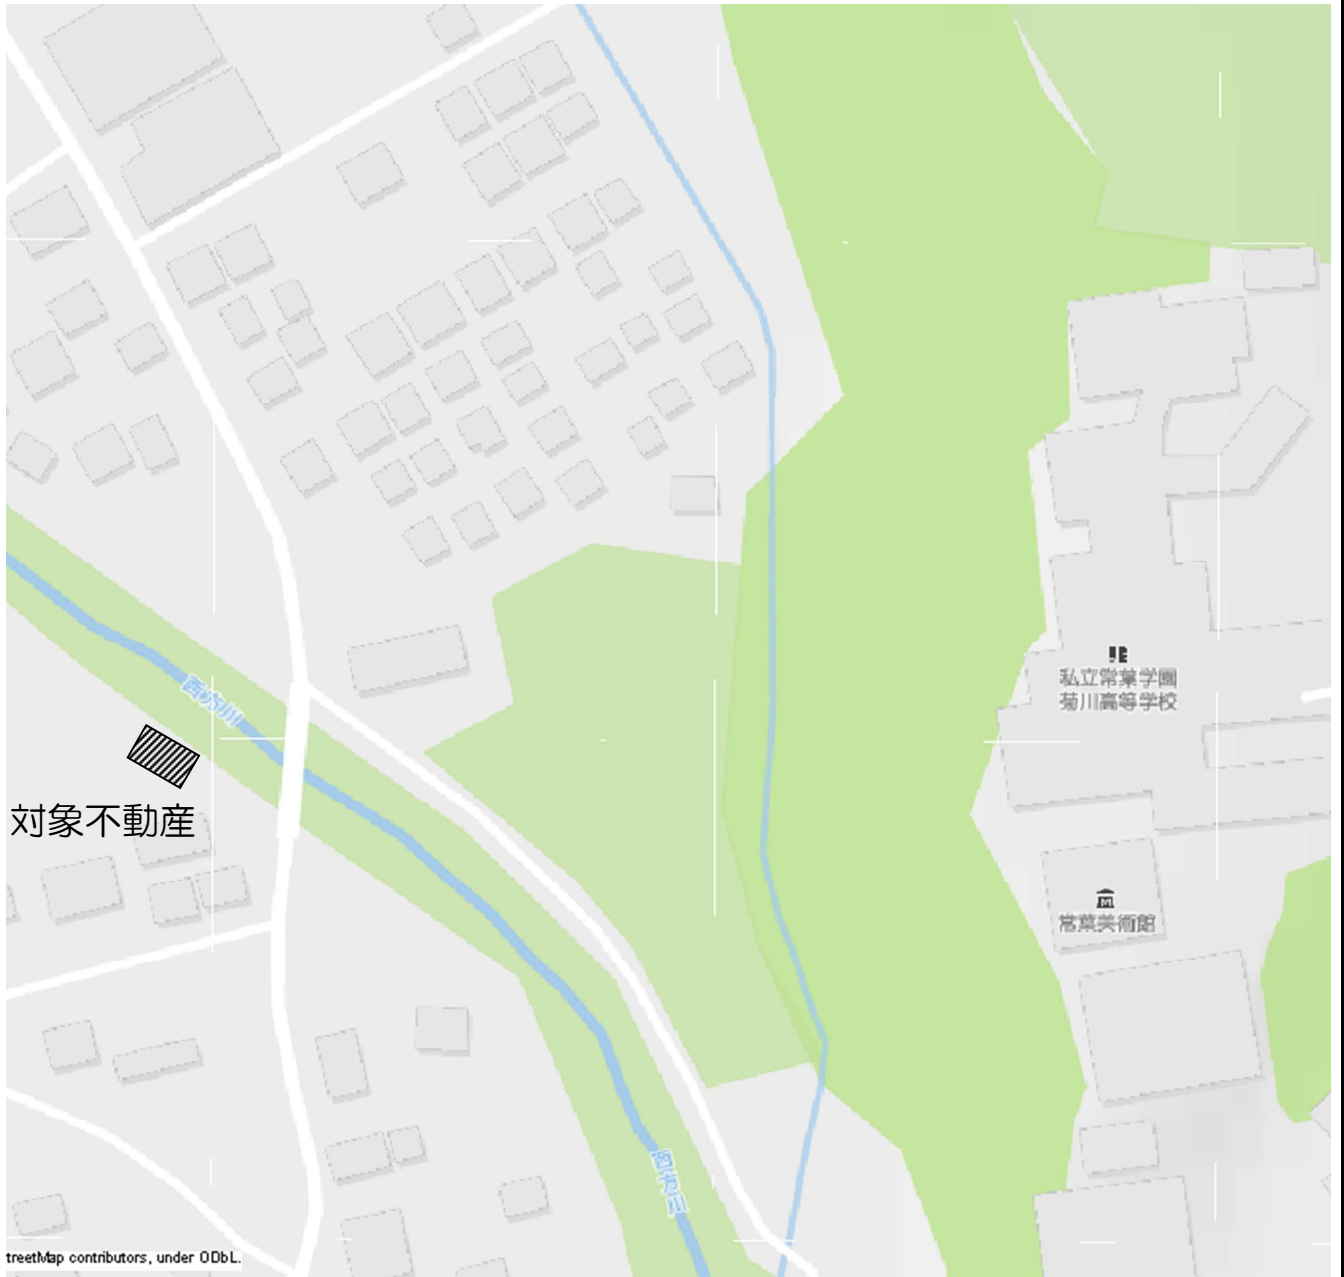 西方川
対象不動産
私立常葉学園
菊川高等学校
常葉美術館
西方川
treetMap contributors, under ODbL.